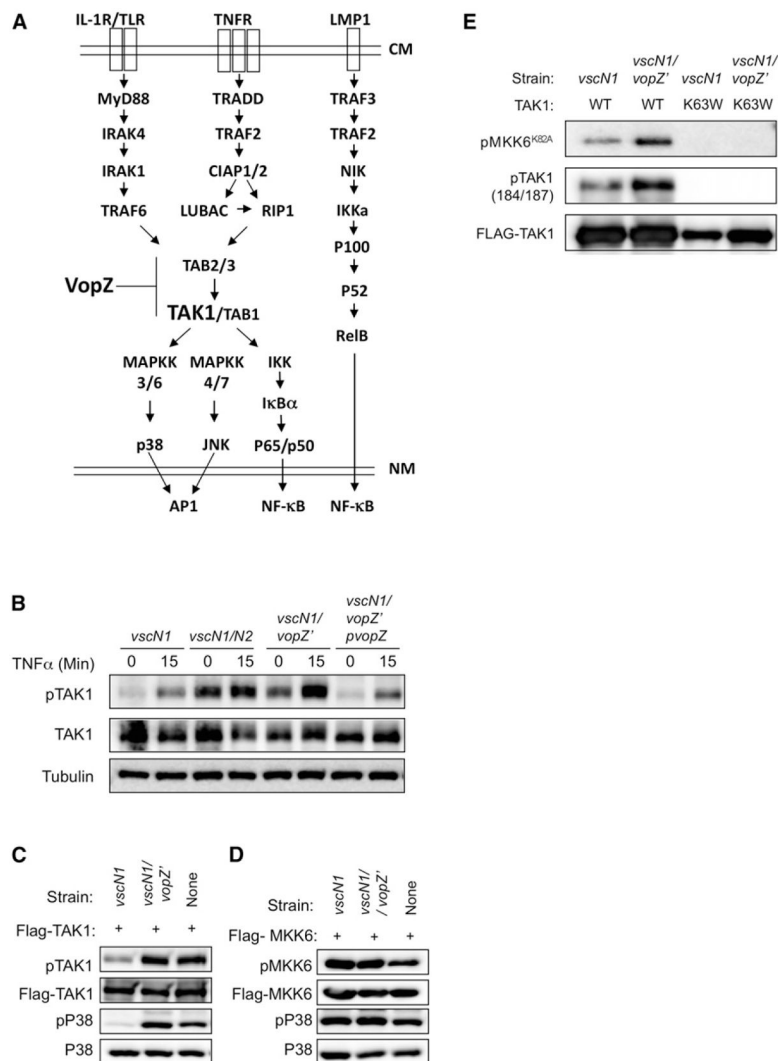 A
IL-1R/TLR TNFR LMP1
CM
MyD88 TRADD TRAF3
IRAK4 TRAF2 TRAF2
IRAK1 CIAP1/2 NIK
TRAF6 LUBAC RIP1 IKKa
P100
TAB2/3
VopZ P52
TAK1/TAB1
RelB
MAPKK MAPKK IKK
3/6 4/7
IκBα
p38 JNK P65/p50
NM
AP1 NF-κB NF-κB
B
vscN1 vscN1/N2 vscN1/ vopZ' vscN1/ vopZ' pvopZ
TNFα (Min) 0 15 0 15 0 15 0 15
pTAK1
TAK1
Tubulin
C
Strain: vscN1 vscN1/ vopZ' None
Flag-TAK1: + + +
pTAK1
Flag-TAK1
pP38
P38
D
Strain: vscN1 vscN1/ / vopZ' None
Flag- MKK6: + + +
pMKK6
Flag-MKK6
pP38
P38
E
Strain: vscN1 vscN1/ vopZ' vscN1 vscN1/ vopZ'
TAK1: WT WT K63W K63W
pMKK6K82A
pTAK1
(184/187)
FLAG-TAK1